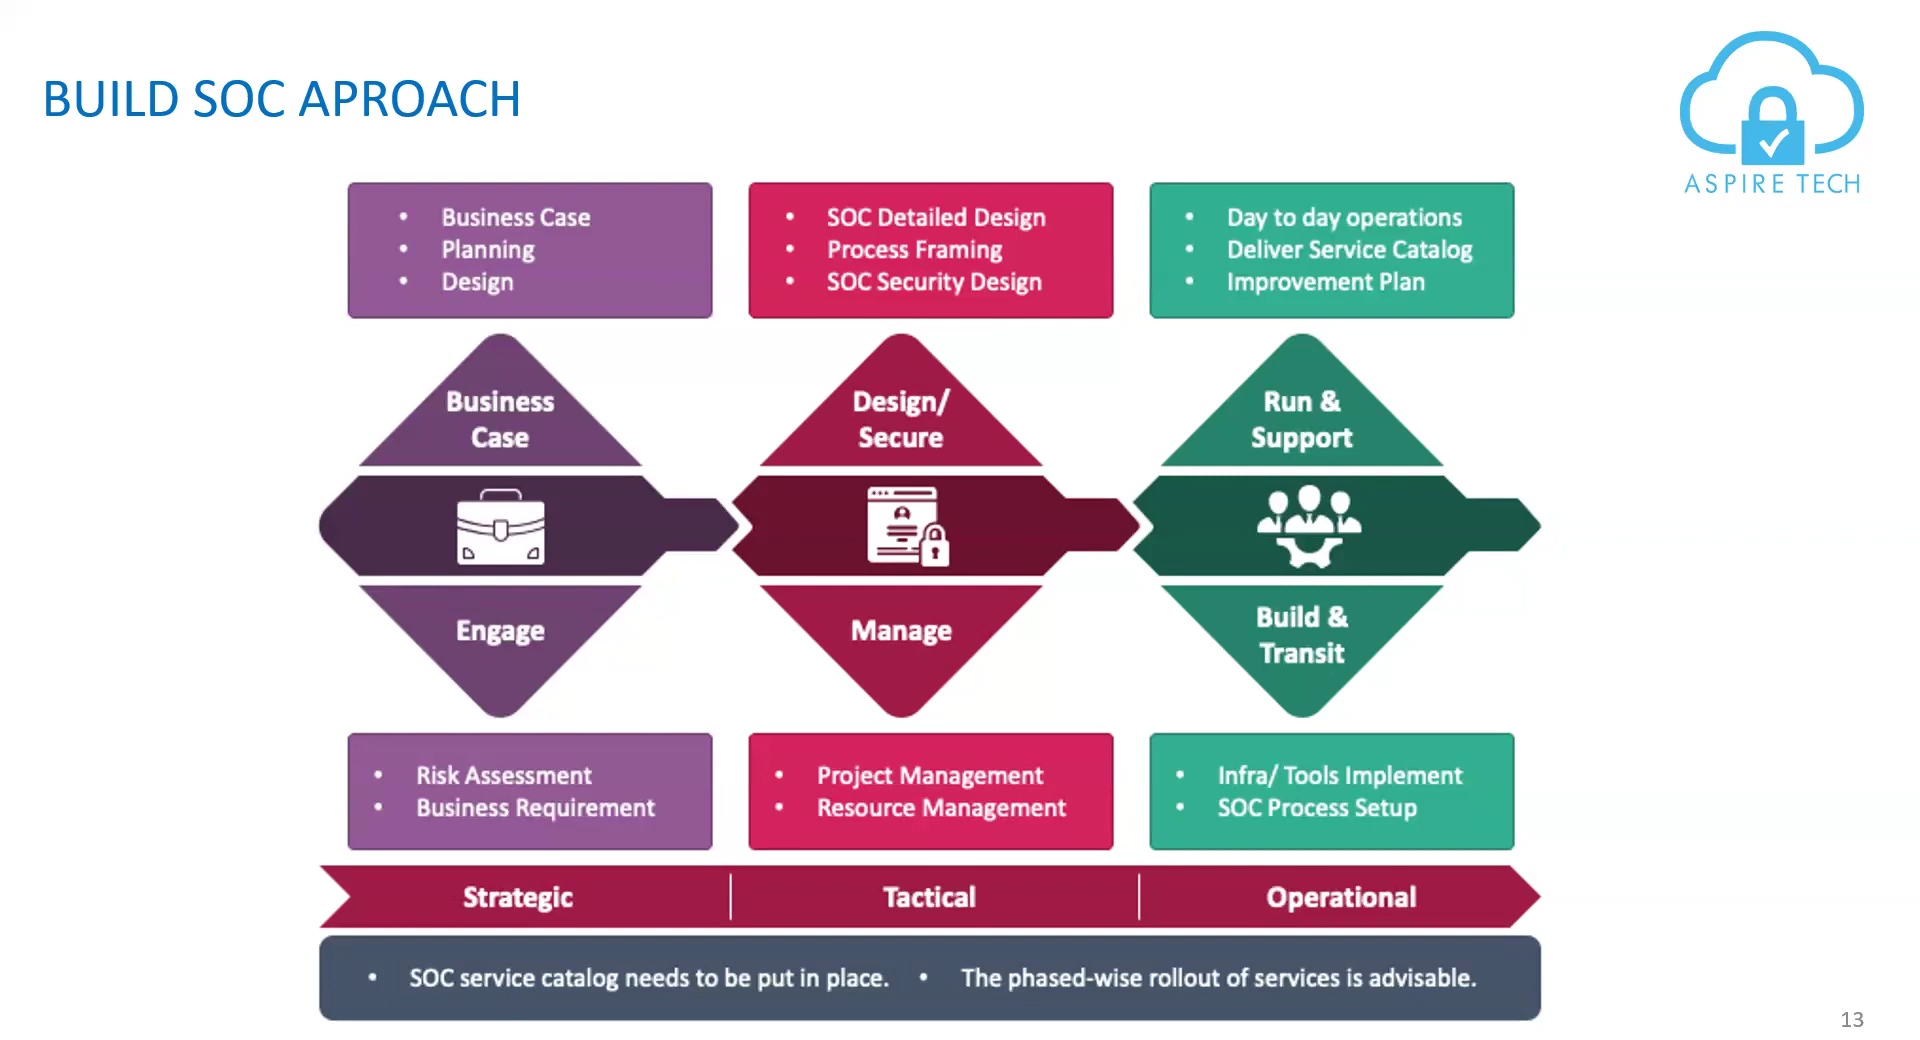 BUILD SOC APROACH
ASPIRE TECH
• Business Case
• Planning
• Design
• SOC Detailed Design
• Process Framing
• SOC Security Design
• Day to day operations
• Deliver Service Catalog
• Improvement Plan
Business
Case
Design/
Secure
Run &
Support
Engage
Manage
Build &
Transit
• Risk Assessment
• Business Requirement
• Project Management
• Resource Management
• Infra/ Tools Implement
• SOC Process Setup
Strategic
Tactical
Operational
• SOC service catalog needs to be put in place.
• The phased-wise rollout of services is advisable.
13